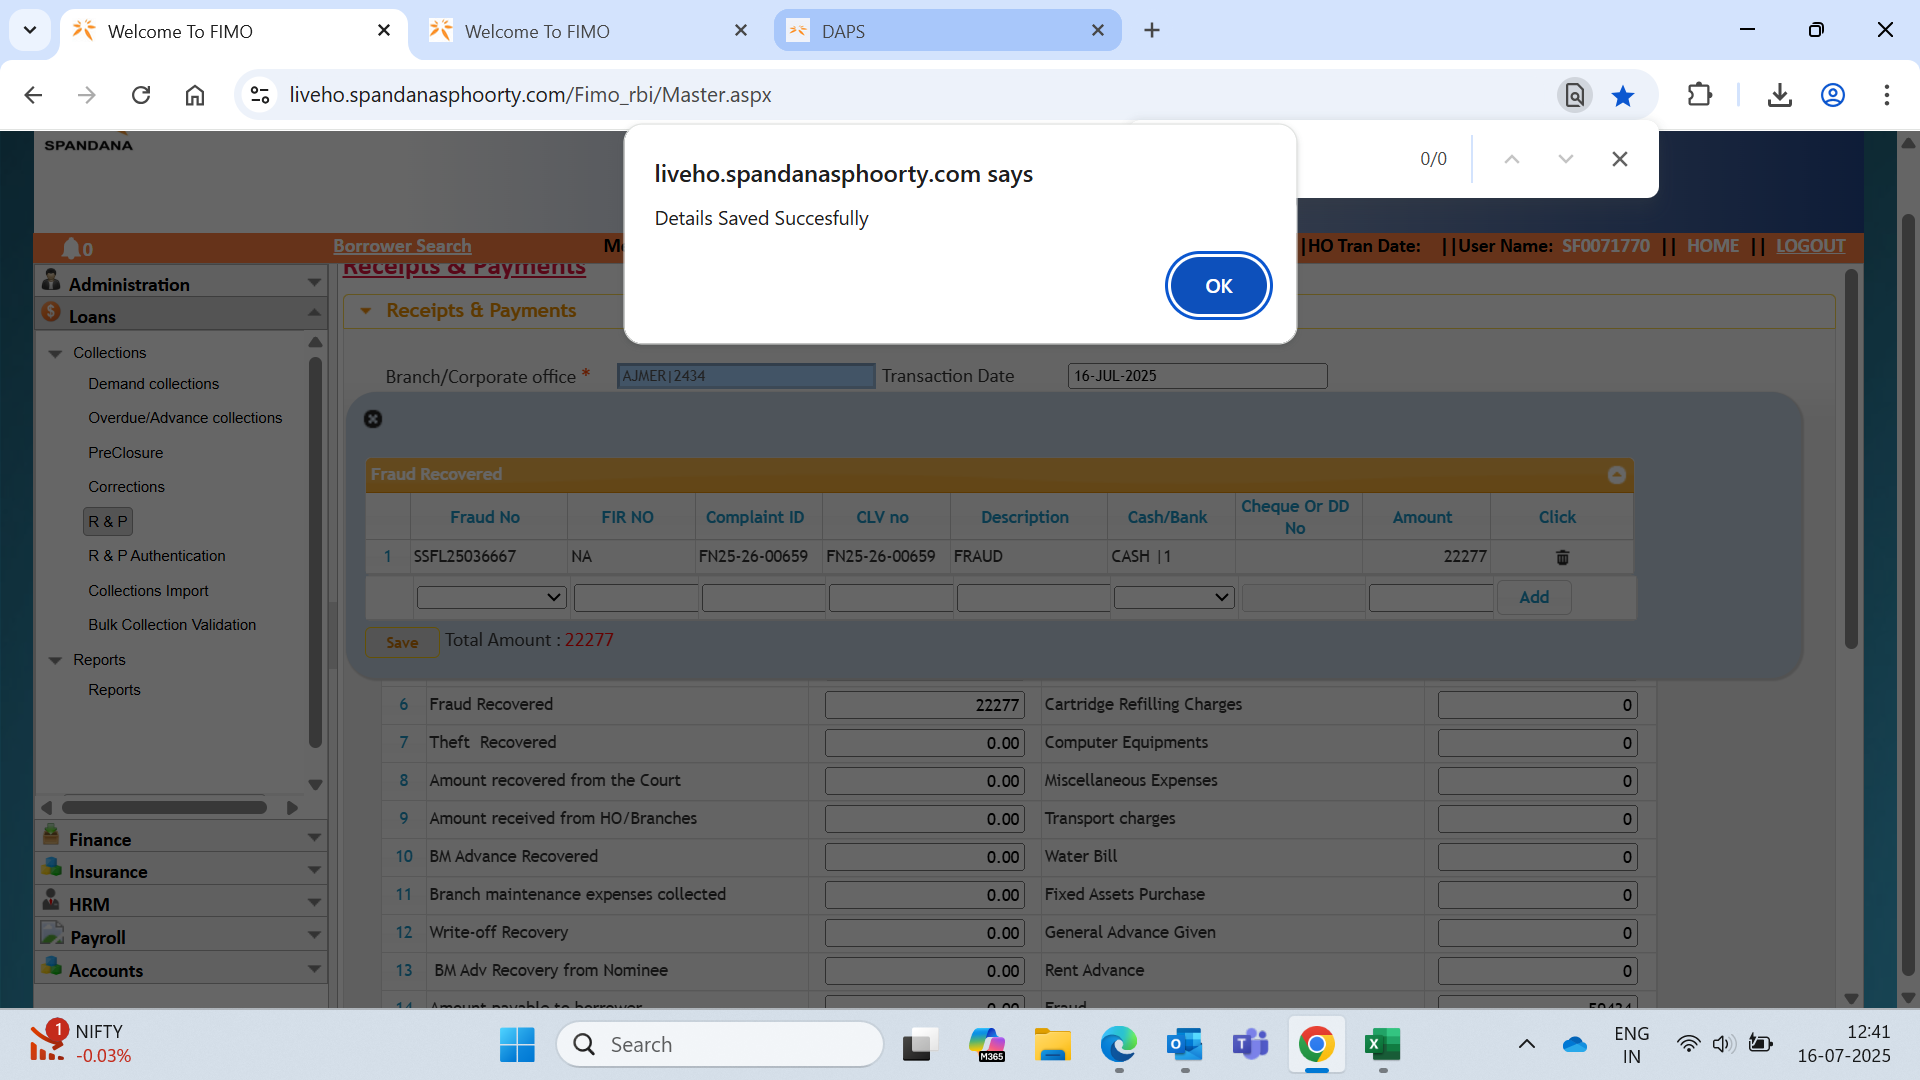 Welcome To FIMO
Welcome To FIMO
DAPS
liveho.spandanasphoorty.com/Fimo_rbi/Master.aspx
0/0
liveho.spandanasphoorty.com says
Details Saved Succesfully
OK
SPANDANA
0
Borrower Search
|HO Tran Date: ||User Name: SF0071770 || HOME || LOGOUT
Receipts & Payments
Administration
Loans
Collections
Demand collections
Overdue/Advance collections
PreClosure
Corrections
R & P
R & P Authentication
Collections Import
Bulk Collection Validation
Reports
Reports
Finance
Insurance
HRM
Payroll
Accounts
Receipts & Payments
Branch/Corporate office * AJMER|2434 Transaction Date 16-JUL-2025
Fraud Recovered
Fraud No FIR NO Complaint ID CLV no Description Cash/Bank Cheque Or DD No Amount Click
1 SSFL25036667 NA FN25-26-00659 FN25-26-00659 FRAUD CASH |1 22277
Add
Save Total Amount : 22277
6 Fraud Recovered 22277 Cartridge Refilling Charges 0
7 Theft Recovered 0.00 Computer Equipments 0
8 Amount recovered from the Court 0.00 Miscellaneous Expenses 0
9 Amount received from HO/Branches 0.00 Transport charges 0
10 BM Advance Recovered 0.00 Water Bill 0
11 Branch maintenance expenses collected 0.00 Fixed Assets Purchase 0
12 Write-off Recovery 0.00 General Advance Given 0
13 BM Adv Recovery from Nominee 0.00 Rent Advance 0
14 Amount payable to borrower 0.00 Fraud
1
NIFTY
-0.03%
Search
M365
ENG
IN
12:41
16-07-2025